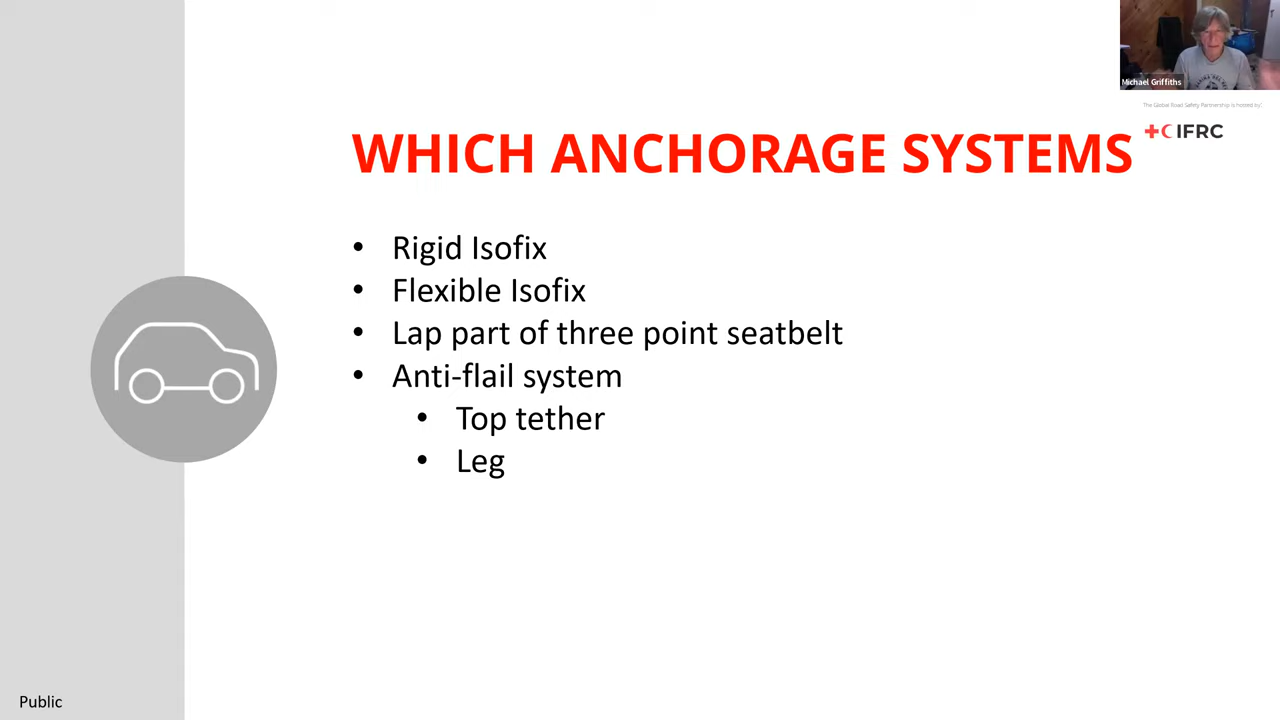 Michael Griffiths
The Global Road Safety Partnership is hosted by:
IFRC
WHICH ANCHORAGE SYSTEMS
• Rigid Isofix
• Flexible Isofix
• Lap part of three point seatbelt
• Anti-flail system
• Top tether
• Leg
Public